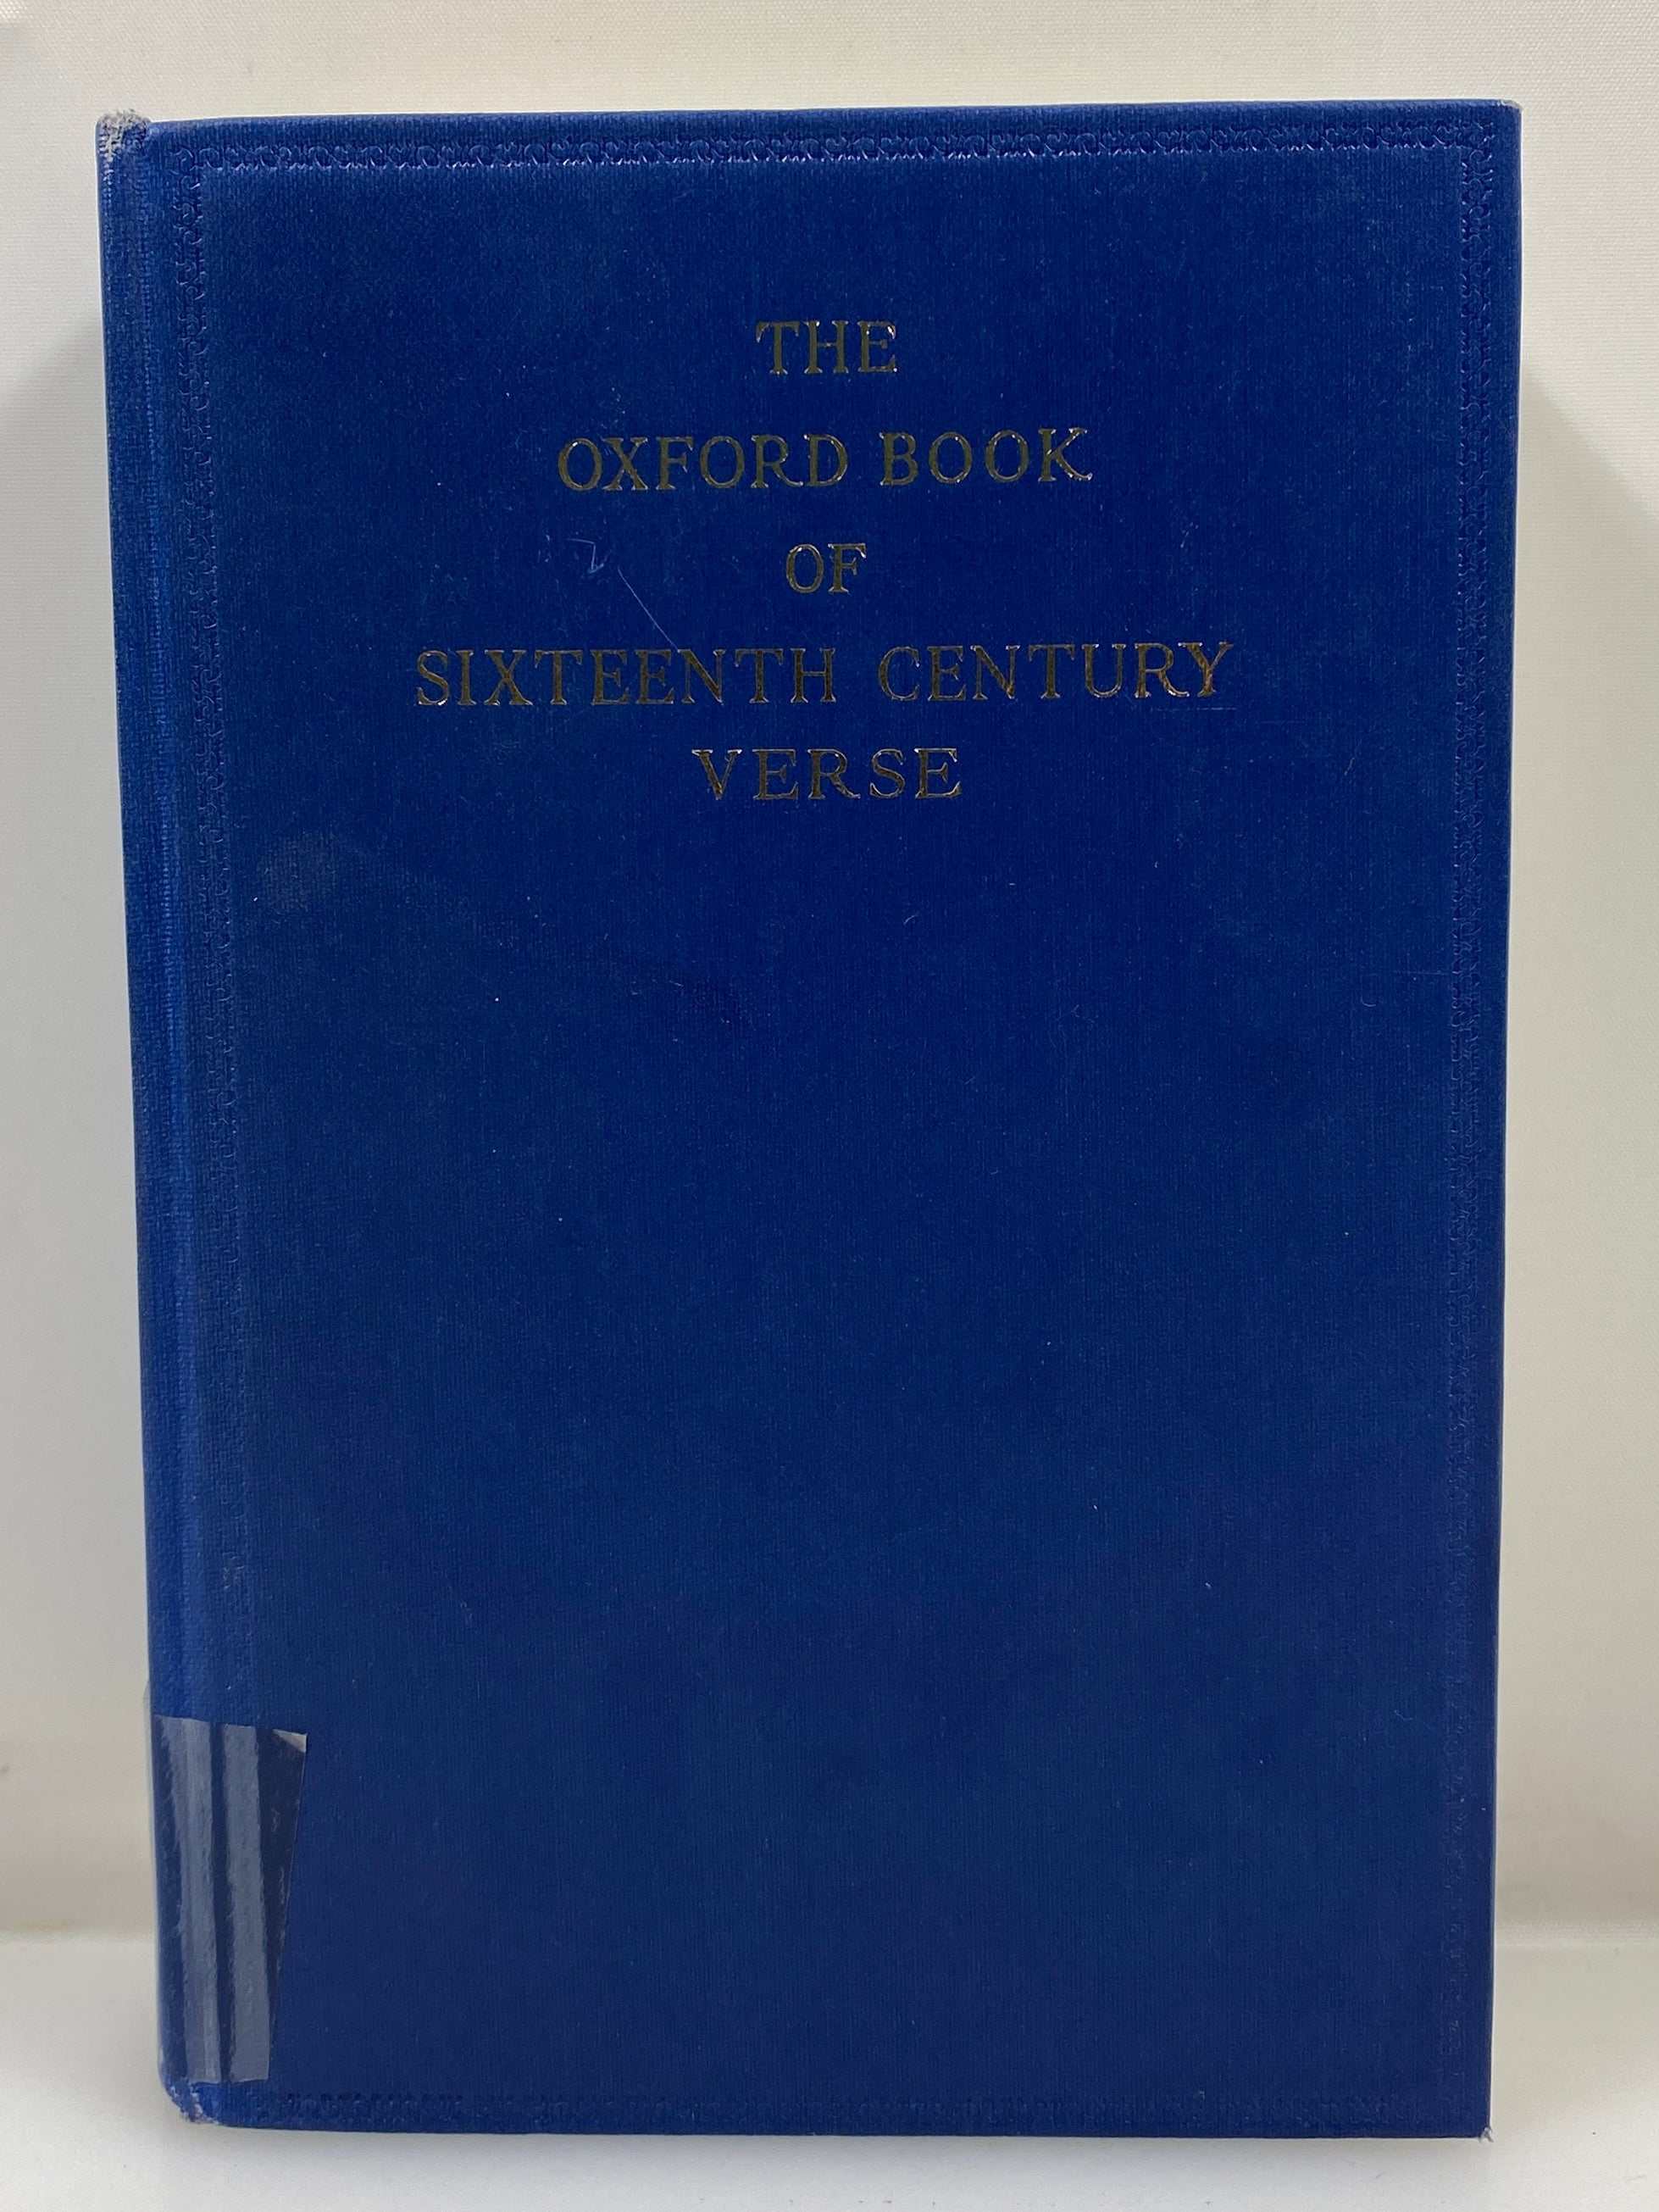 THE
OXFORD BOOK
OF
SIXTEENTH CENTURY
VERSE